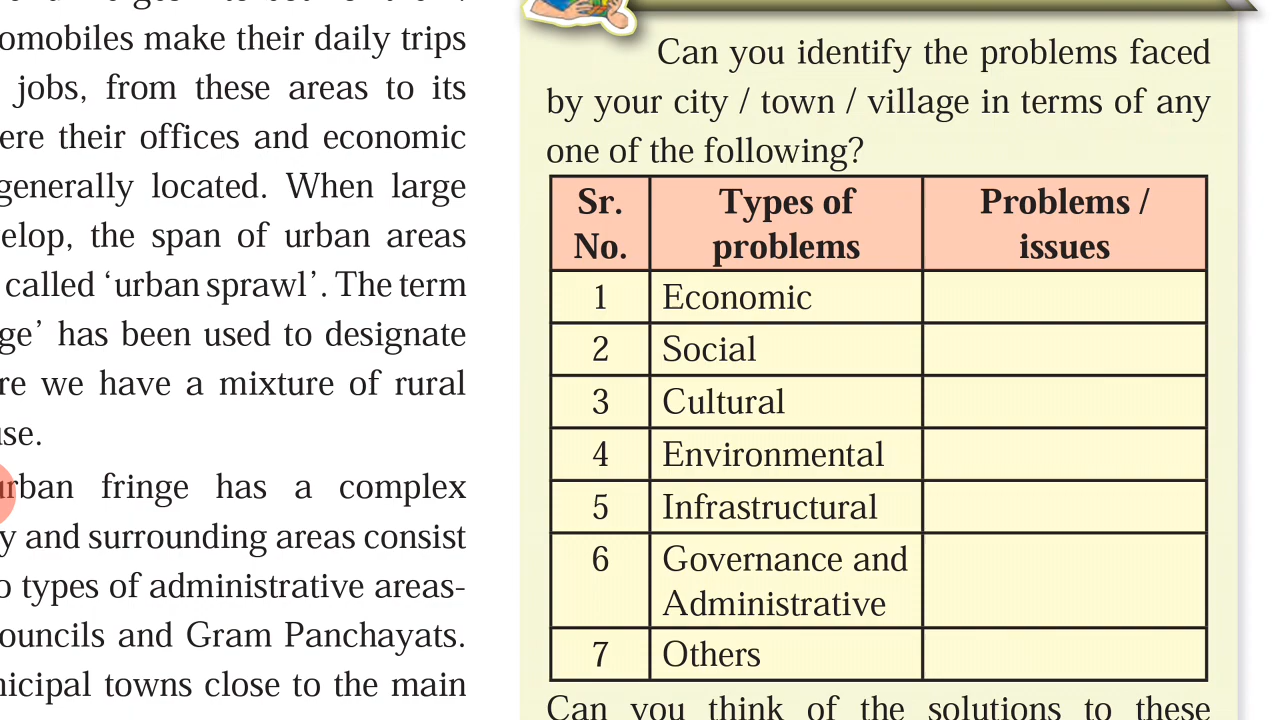 omobiles make their daily trips
jobs, from these areas to its
ere their offices and economic
generally located. When large
elop, the span of urban areas
called ‘urban sprawl’. The term
ge’ has been used to designate
re we have a mixture of rural
use.
urban fringe has a complex
y and surrounding areas consist
o types of administrative areas-
ouncils and Gram Panchayats.
nicipal towns close to the main
Can you identify the problems faced
by your city / town / village in terms of any
one of the following?
Sr. No. Types of problems Problems / issues
1 Economic
2 Social
3 Cultural
4 Environmental
5 Infrastructural
6 Governance and Administrative
7 Others
Can you think of the solutions to these